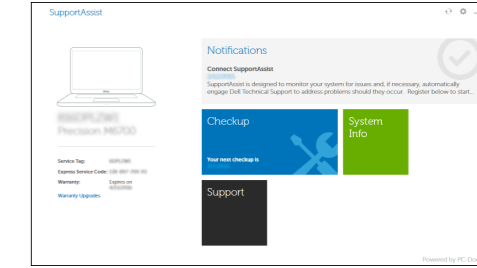 SupportAssist
Notifications
Connect SupportAssist
SupportAssist is designed to monitor your system for issues and, if necessary, automatically
engage Dell Technical Support to address problems should they occur. Register below to start...
Precision M6700
Checkup
System
Info
Service Tag:
Your next checkup is
Express Service Code:
Warranty:
Expires on
Warranty Upgrades
Support
Powered by PC-Do